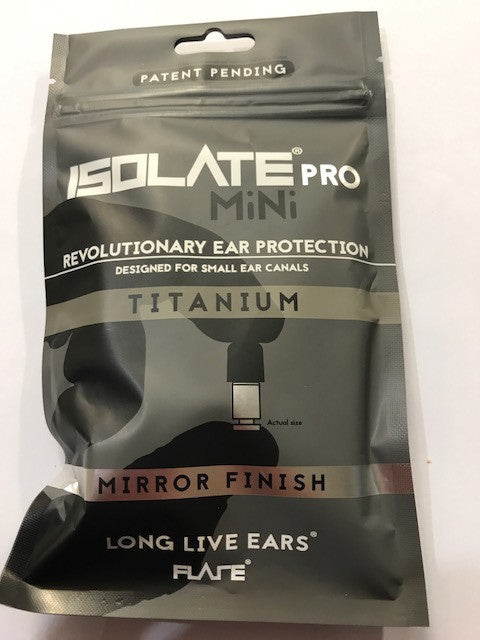 PATENT PENDING
ISOLATE® PRO
MiNi
REVOLUTIONARY EAR PROTECTION
DESIGNED FOR SMALL EAR CANALS
TITANIUM
Actual size
MIRROR FINISH
LONG LIVE EARS®
FLARE®